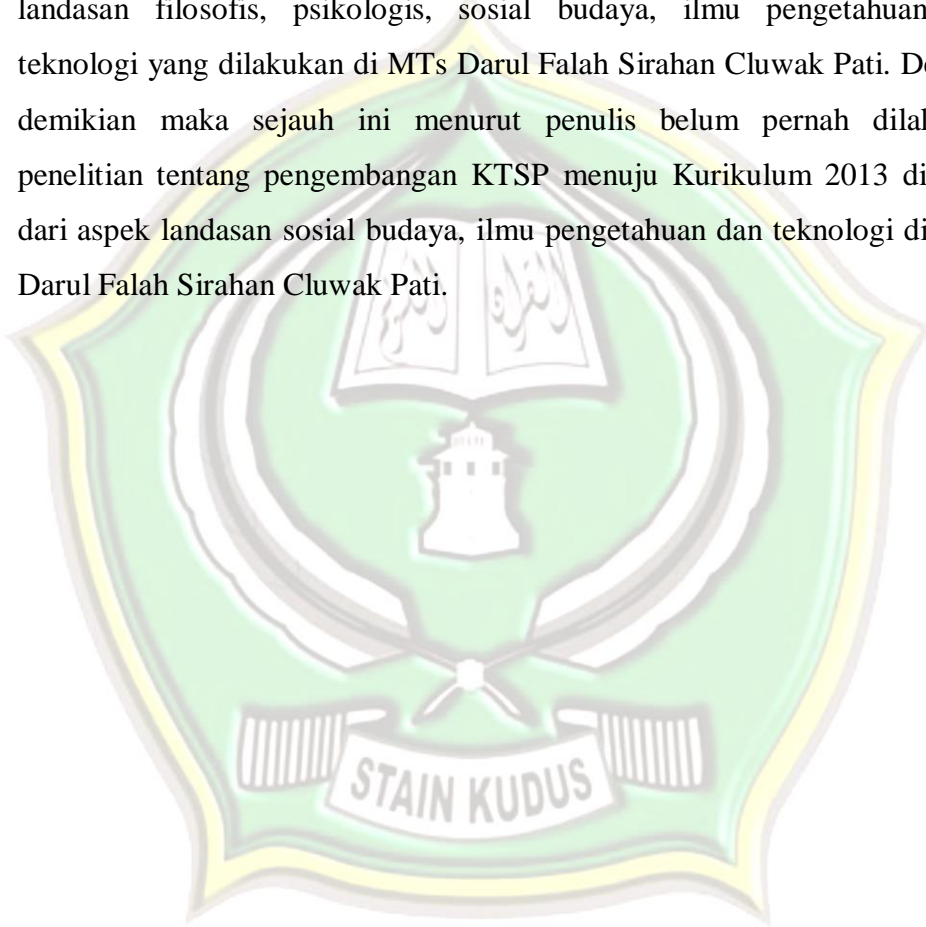 landasan filosofis, psikologis, sosial budaya, ilmu pengetahuan
teknologi yang dilakukan di MTs Darul Falah Sirahan Cluwak Pati.
demikian maka sejauh ini menurut penulis belum pernah
penelitian tentang pengembangan KTSP menuju Kurikulum 2013
dari aspek landasan sosial budaya, ilmu pengetahuan dan teknologi
Darul Falah Sirahan Cluwak Pati.
STAIN KUDUS